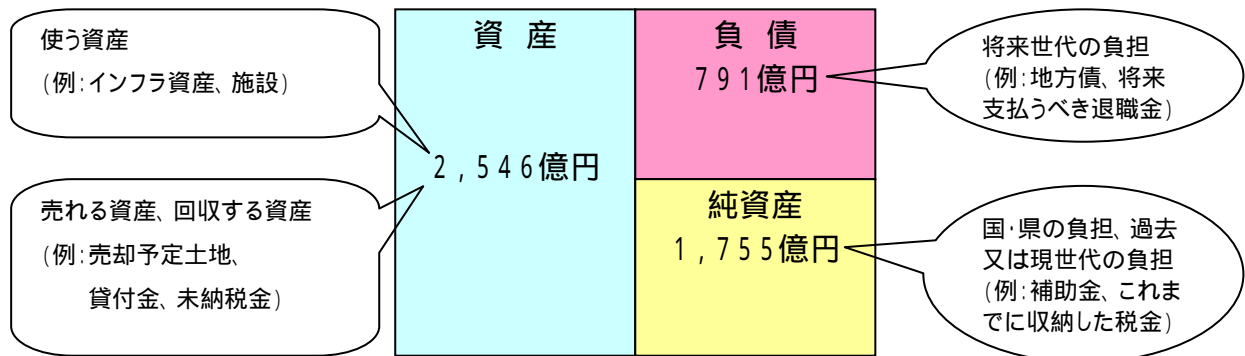 使う資産
(例:インフラ資産、施設)
売れる資産、回収する資産
(例:売却予定土地、
貸付金、未納税金)
資 産
2,546億円
負 債
791億円
純資産
1,755億円
将来世代の負担
(例:地方債、将来
支払うべき退職金)
国・県の負担、過去
又は現世代の負担
(例:補助金、これま
でに収納した税金)